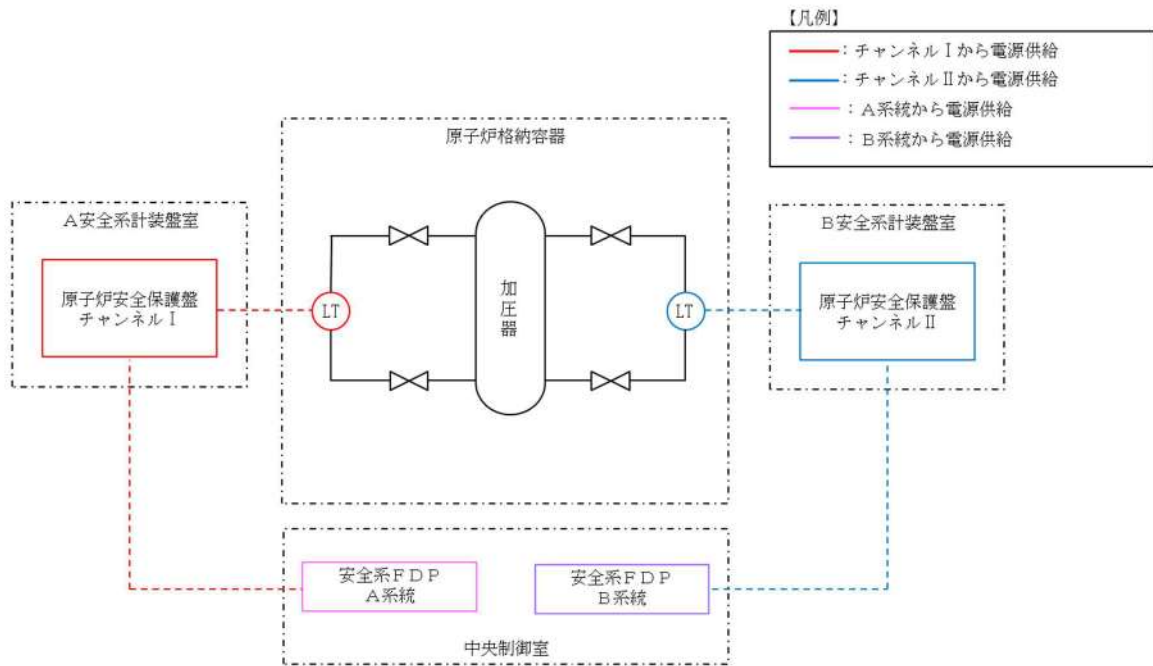 【凡例】
：チャンネルⅠから電源供給
：チャンネルⅡから電源供給
：Ａ系統から電源供給
：Ｂ系統から電源供給
原子炉格納容器
Ａ安全系計装盤室
原子炉安全保護盤
チャンネルⅠ
LT
加圧器
LT
Ｂ安全系計装盤室
原子炉安全保護盤
チャンネルⅡ
安全系ＦＤＰ
Ａ系統
安全系ＦＤＰ
Ｂ系統
中央制御室